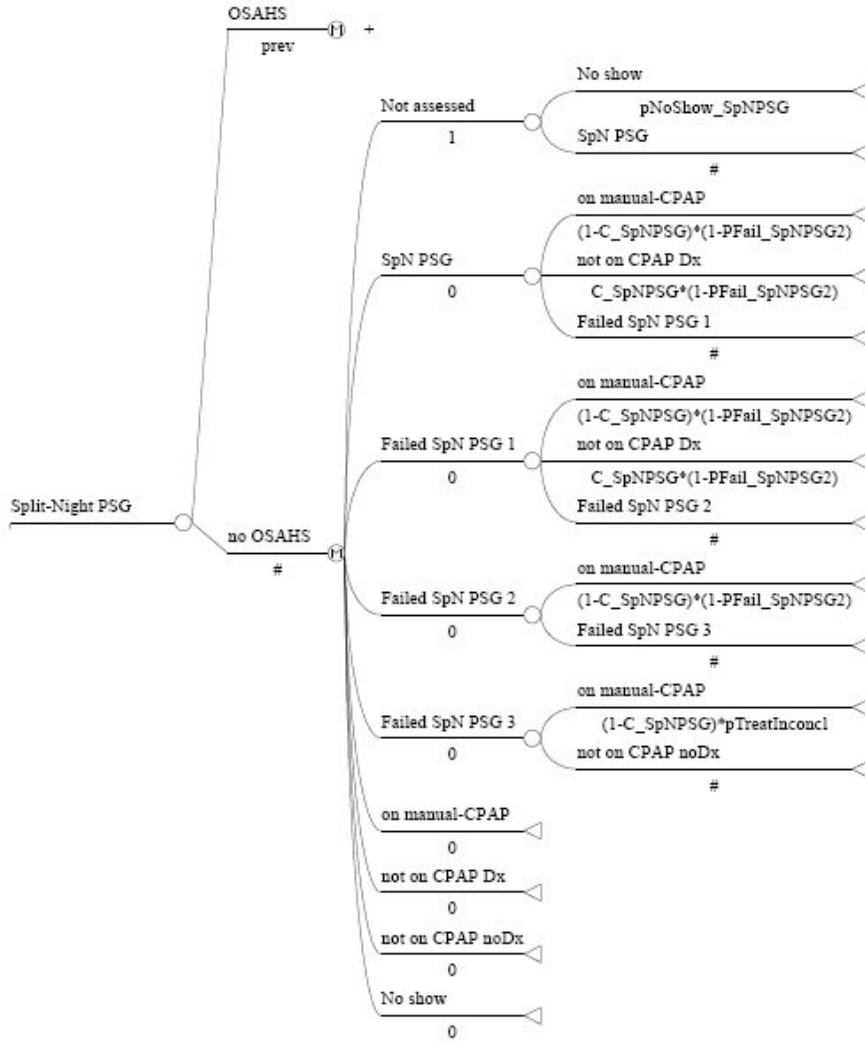 OSAHS
M +
prev
No show
Not assessed
pNoShow_SpNPSG
1
SpN PSG
#
on manual-CPAP
(1-C_SpNPSG)*(1-PFail_SpNPSG2)
SpN PSG
not on CPAP Dx
0
C_SpNPSG*(1-PFail_SpNPSG2)
Failed SpN PSG 1
#
on manual-CPAP
(1-C_SpNPSG)*(1-PFail_SpNPSG2)
Failed SpN PSG 1
not on CPAP Dx
0
C_SpNPSG*(1-PFail_SpNPSG2)
Failed SpN PSG 2
#
Split-Night PSG
no OSAHS
M
#
on manual-CPAP
Failed SpN PSG 2
(1-C_SpNPSG)*(1-PFail_SpNPSG2)
0
Failed SpN PSG 3
#
on manual-CPAP
Failed SpN PSG 3
(1-C_SpNPSG)*pTreatInconcl
0
not on CPAP noDx
#
on manual-CPAP
0
not on CPAP Dx
0
not on CPAP noDx
0
No show
0